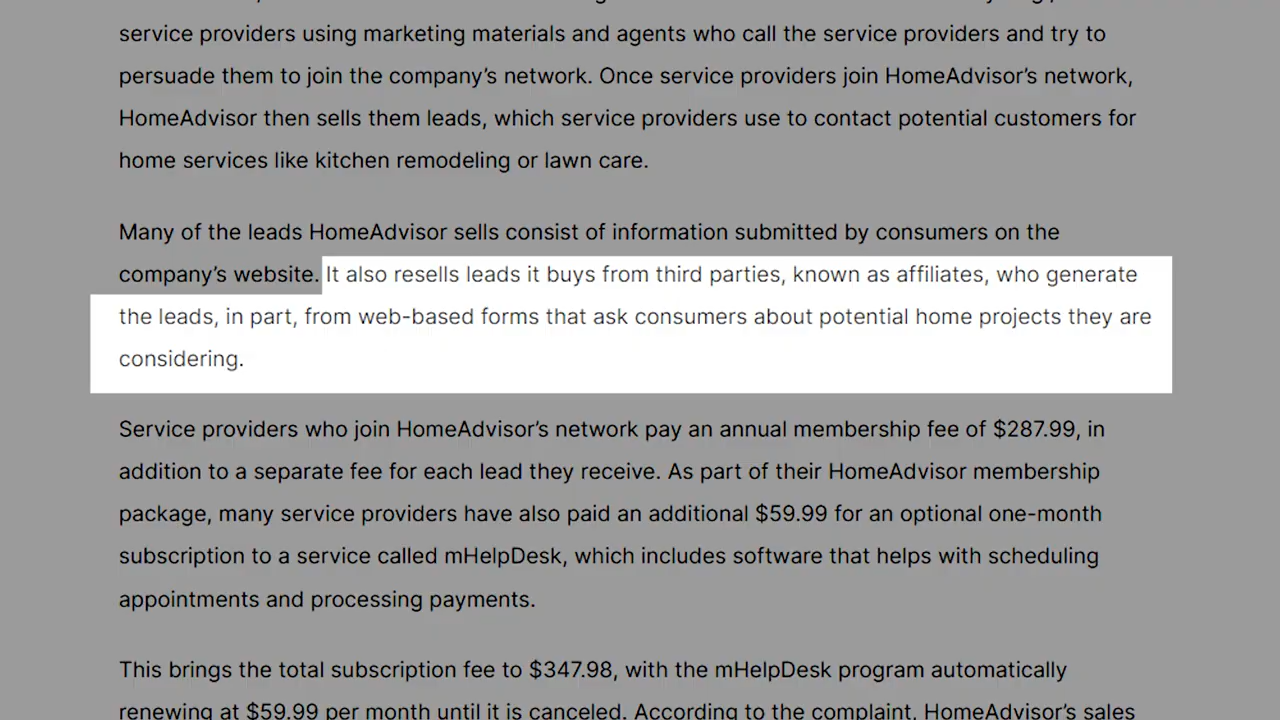 service providers using marketing materials and agents who call the service providers and try to
persuade them to join the company’s network. Once service providers join HomeAdvisor’s network,
HomeAdvisor then sells them leads, which service providers use to contact potential customers for
home services like kitchen remodeling or lawn care.
Many of the leads HomeAdvisor sells consist of information submitted by consumers on the
company’s website. It also resells leads it buys from third parties, known as affiliates, who generate
the leads, in part, from web-based forms that ask consumers about potential home projects they are
considering.
Service providers who join HomeAdvisor’s network pay an annual membership fee of $287.99, in
addition to a separate fee for each lead they receive. As part of their HomeAdvisor membership
package, many service providers have also paid an additional $59.99 for an optional one-month
subscription to a service called mHelpDesk, which includes software that helps with scheduling
appointments and processing payments.
This brings the total subscription fee to $347.98, with the mHelpDesk program automatically
renewing at $59.99 per month until it is canceled. According to the complaint, HomeAdvisor’s sales